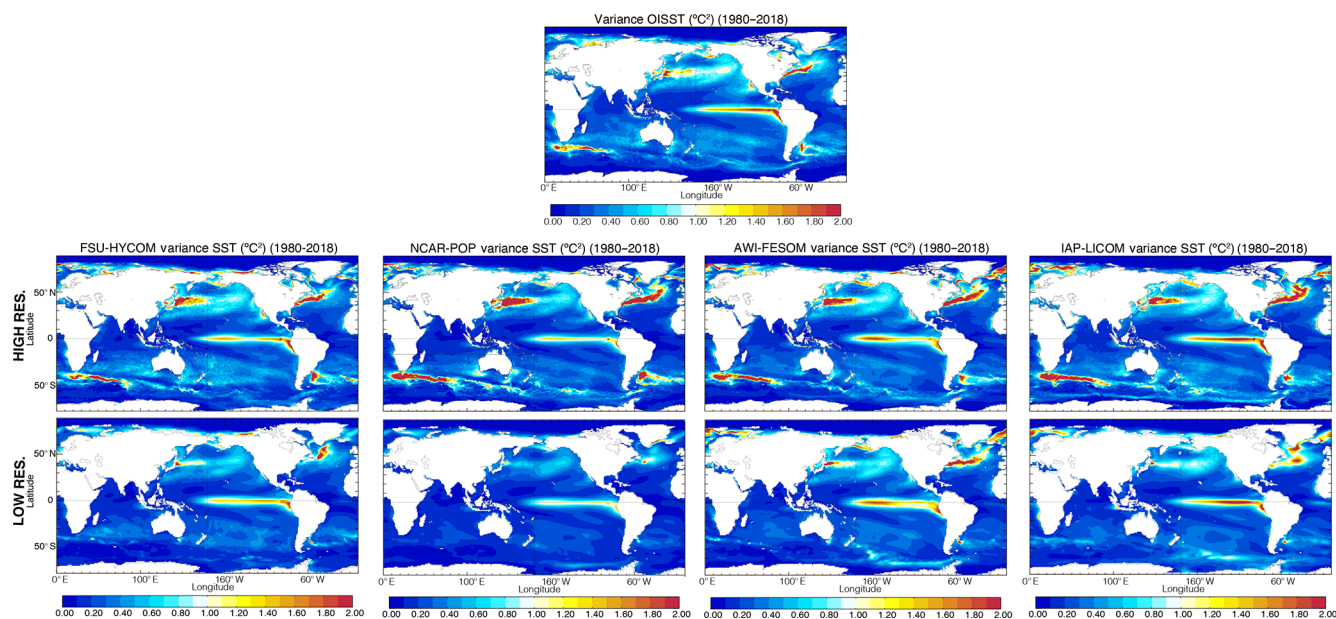 Variance OISST (ºC²) (1980–2018)
0° E 100° E 160° W 60° W
Longitude
0.00 0.20 0.40 0.60 0.80 1.00 1.20 1.40 1.60 1.80 2.00
FSU-HYCOM variance SST (ºC²) (1980-2018)
NCAR-POP variance SST (ºC²) (1980–2018)
AWI-FESOM variance SST (ºC²) (1980–2018)
IAP-LICOM variance SST (ºC²) (1980–2018)
HIGH RES.
Latitude
50° N
0
50° S
LOW RES.
Latitude
50° N
0
50° S
0° E 100° E 160° W 60° W
Longitude
0° E 100° E 160° W 60° W
Longitude
0° E 100° E 160° W 60° W
Longitude
0° E 100° E 160° W 60° W
Longitude
0.00 0.20 0.40 0.60 0.80 1.00 1.20 1.40 1.60 1.80 2.00
0.00 0.20 0.40 0.60 0.80 1.00 1.20 1.40 1.60 1.80 2.00
0.00 0.20 0.40 0.60 0.80 1.00 1.20 1.40 1.60 1.80 2.00
0.00 0.20 0.40 0.60 0.80 1.00 1.20 1.40 1.60 1.80 2.00